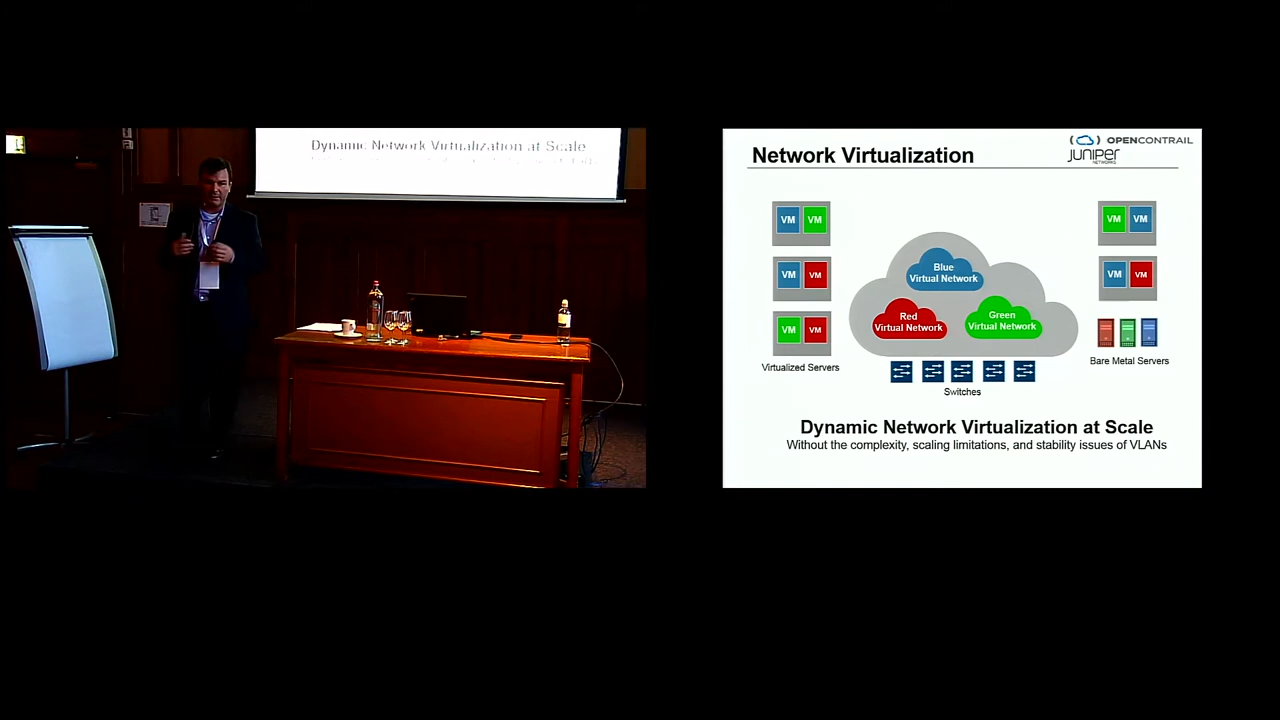 Dynamic Network Virtualization at Scale
OPENCONTRAIL
JUNIPER
NETWORKS
Network Virtualization
VM VM
VM VM
VM VM
Virtualized Servers
Blue
Virtual Network
Red
Virtual Network
Green
Virtual Network
Switches
VM VM
VM VM
Bare Metal Servers
Dynamic Network Virtualization at Scale
Without the complexity, scaling limitations, and stability issues of VLANs